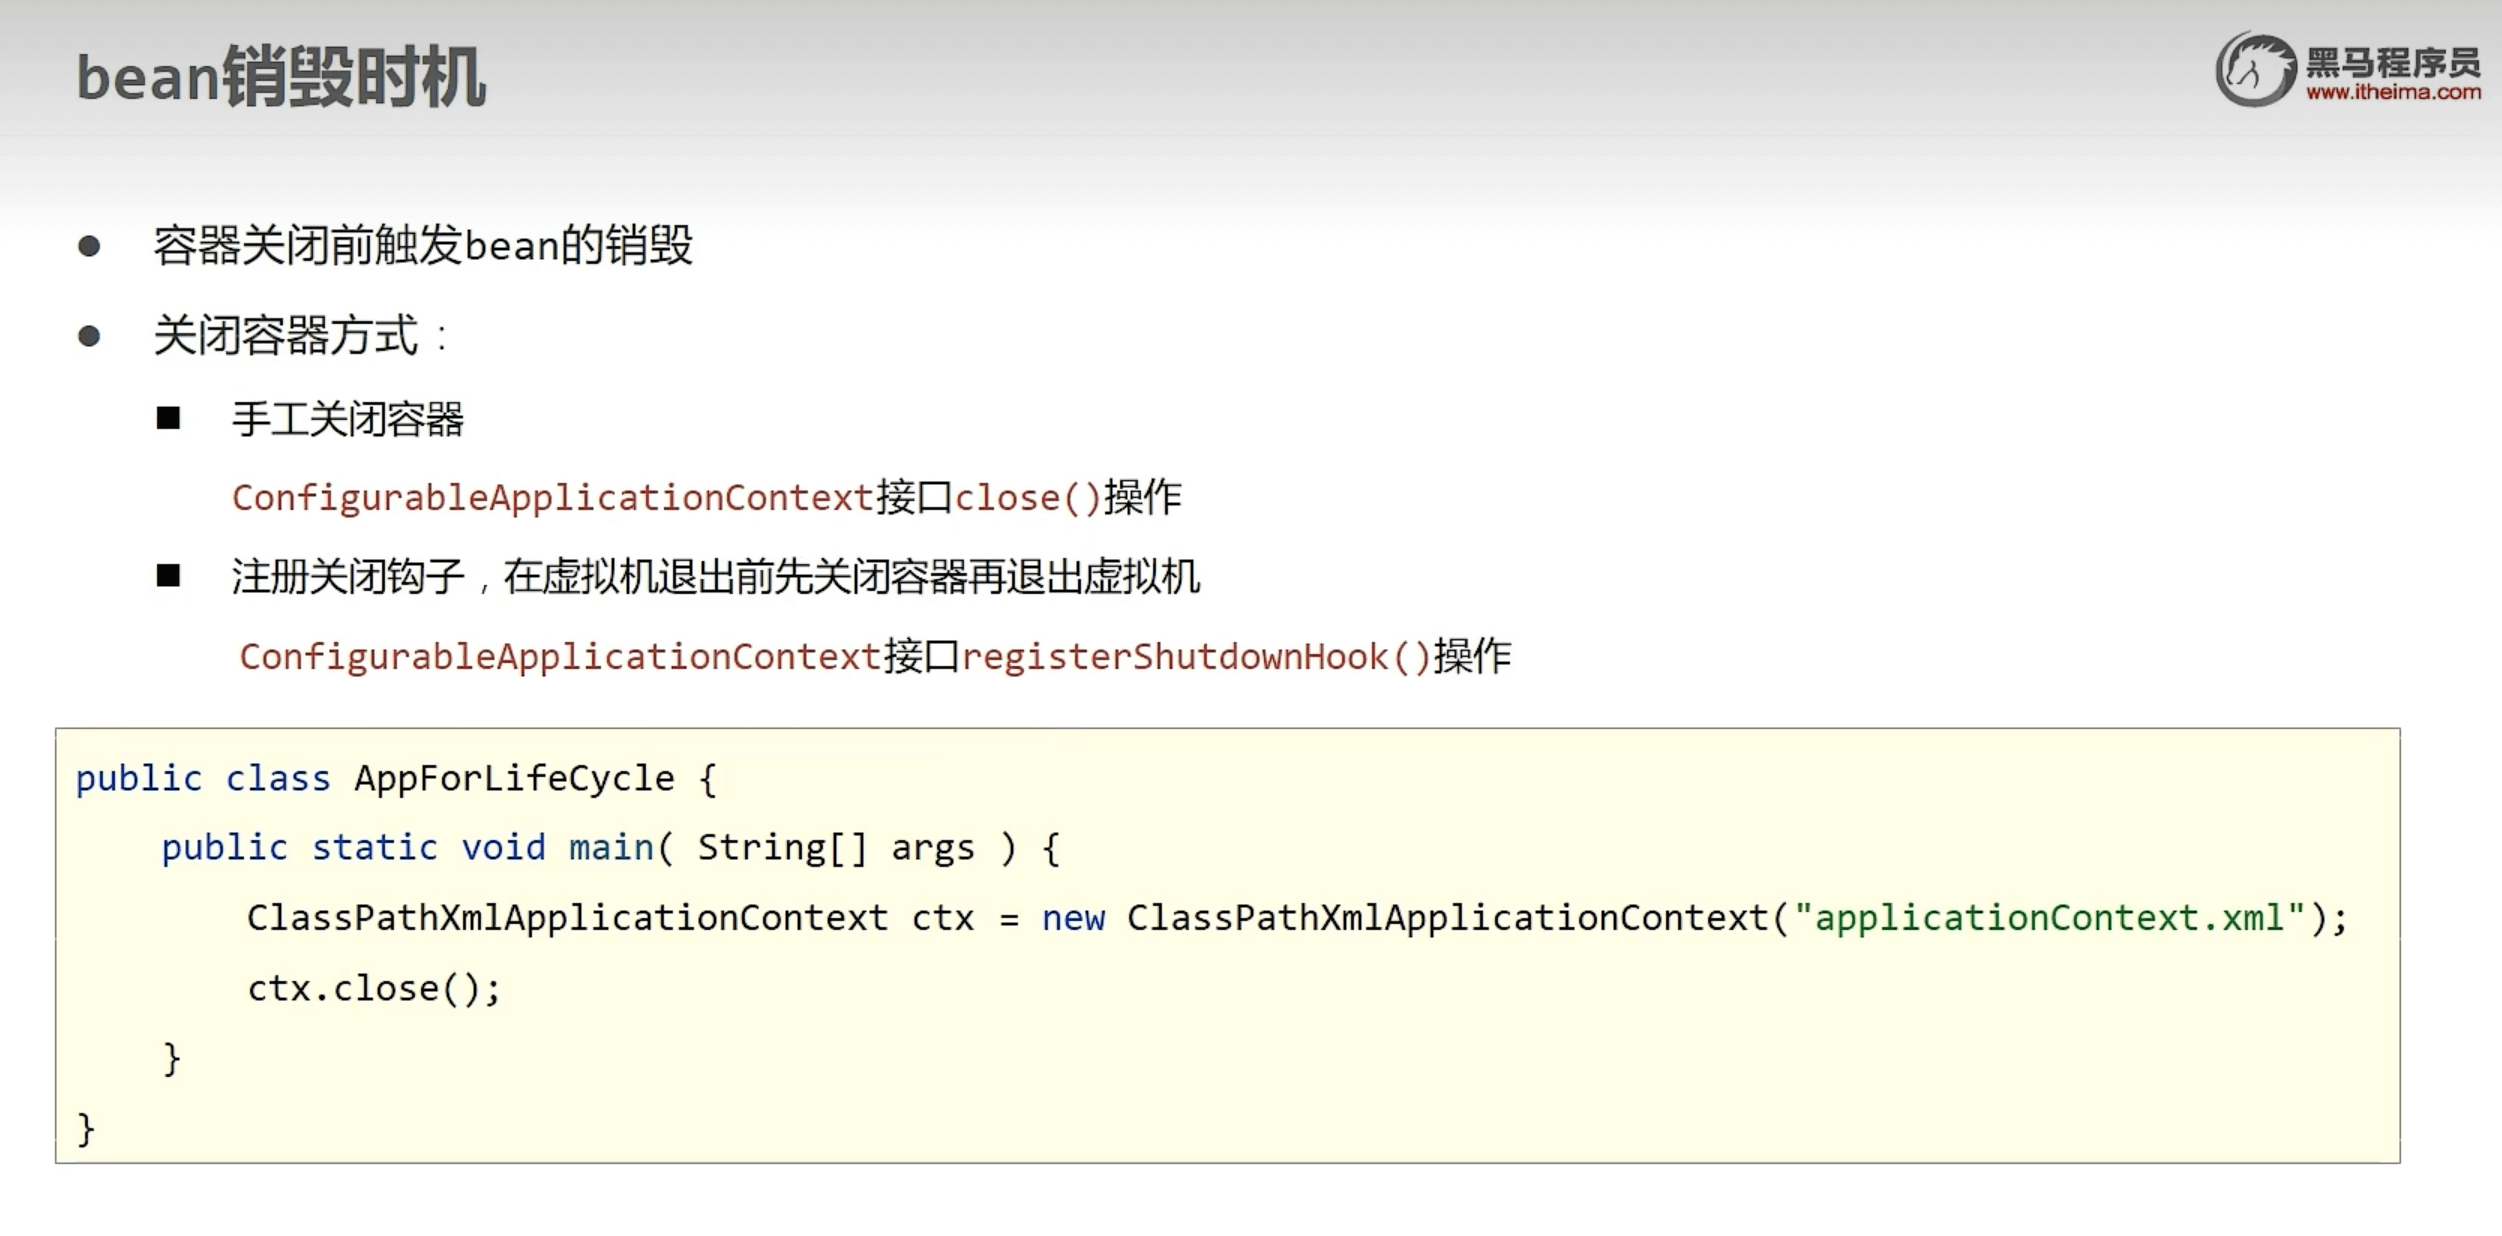 bean销毁时机
黑马程序员
www.itheima.com
● 容器关闭前触发bean的销毁
● 关闭容器方式：
■ 手工关闭容器
ConfigurableApplicationContext接口close()操作
■ 注册关闭钩子，在虚拟机退出前先关闭容器再退出虚拟机
ConfigurableApplicationContext接口registerShutdownHook()操作
public class AppForLifeCycle {
    public static void main( String[] args ) {
        ClassPathXmlApplicationContext ctx = new ClassPathXmlApplicationContext("applicationContext.xml");
        ctx.close();
    }
}